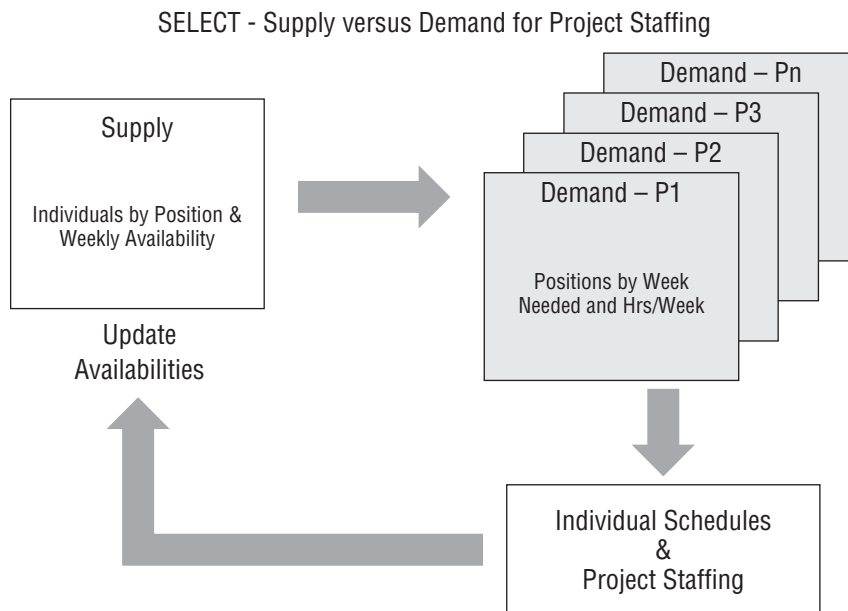 SELECT - Supply versus Demand for Project Staffing
Supply
Individuals by Position &
Weekly Availability
Update
Availabilities
Demand – Pn
Demand – P3
Demand – P2
Demand – P1
Positions by Week
Needed and Hrs/Week
Individual Schedules
&
Project Staffing